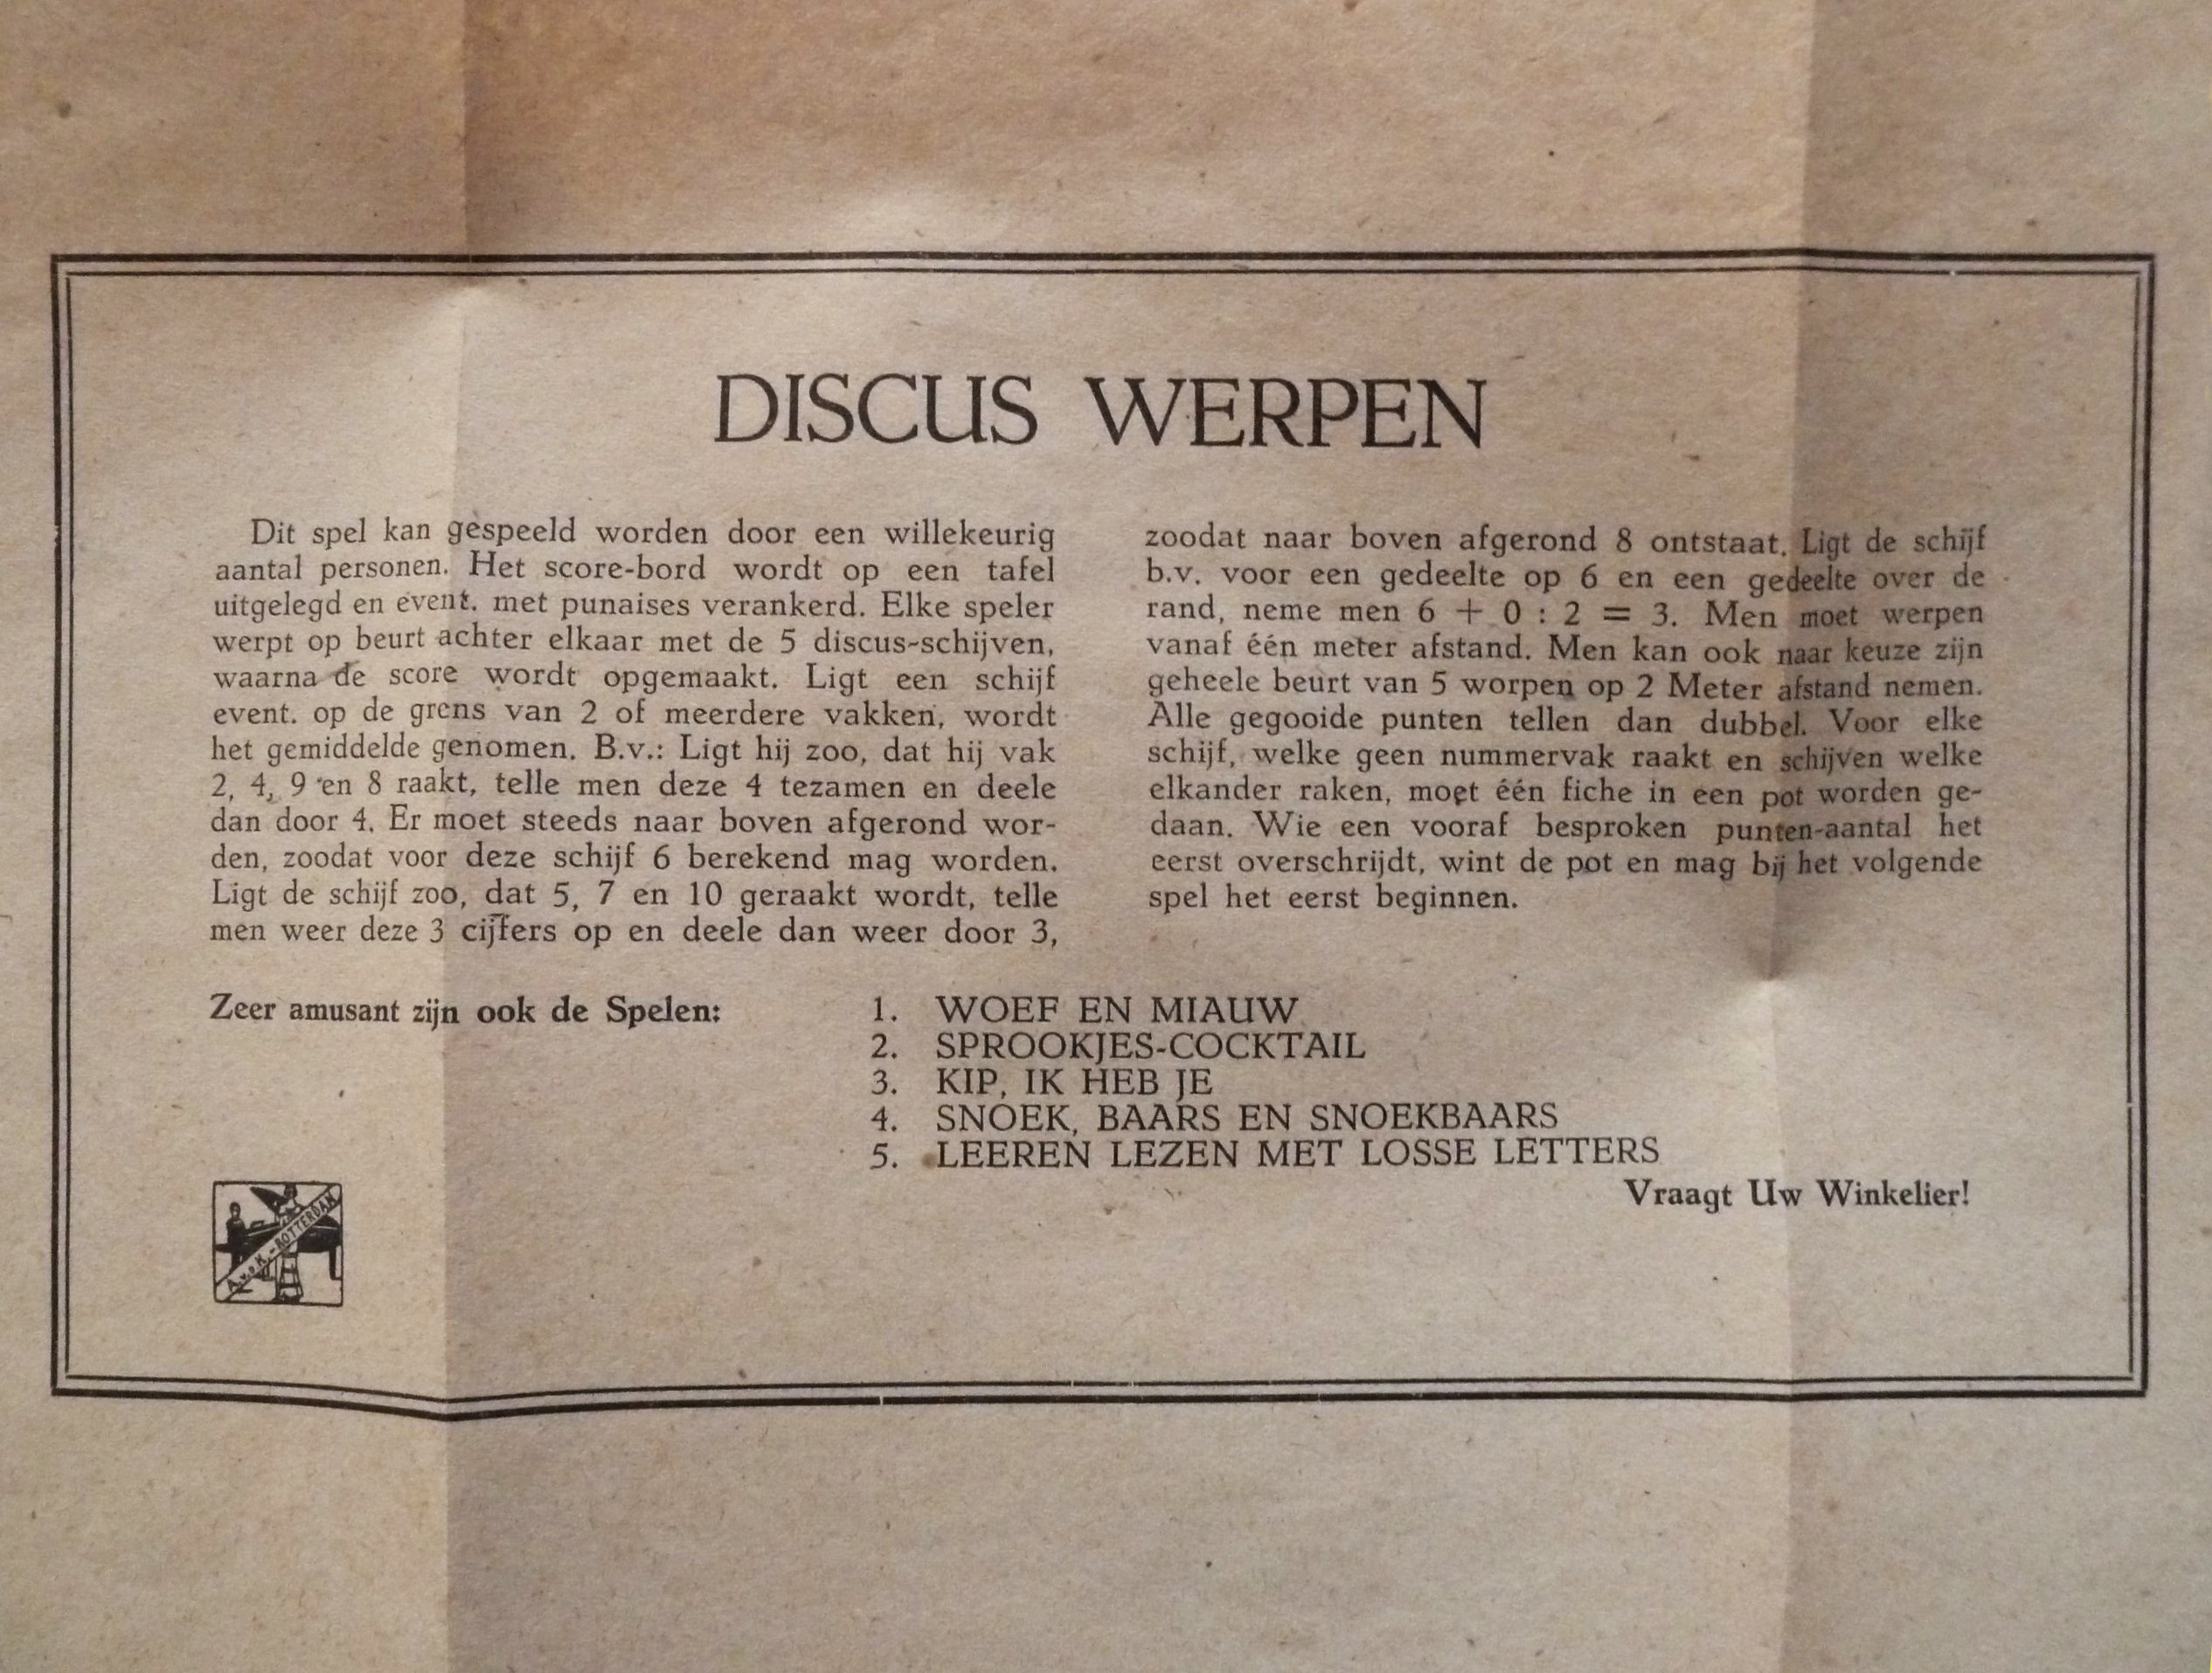 DISCUS WERPEN
Dit spel kan gespeeld worden door een willekeurig
aantal personen. Het score-bord wordt op een tafel
uitgelegd en event. met punaises verankerd. Elke speler
werpt op beurt achter elkaar met de 5 discus-schijven,
waarna de score wordt opgemaakt. Ligt een schijf
event. op de grens van 2 of meerdere vakken, wordt
het gemiddelde genomen. B.v.: Ligt hij zoo, dat hij vak
2, 4, 9 en 8 raakt, telle men deze 4 tezamen en deele
dan door 4. Er moet steeds naar boven afgerond wor-
den, zoodat voor deze schijf 6 berekend mag worden.
Ligt de schijf zoo, dat 5, 7 en 10 geraakt wordt, telle
men weer deze 3 cijfers op en deele dan weer door 3,
zoodat naar boven afgerond 8 ontstaat. Ligt de schijf
b.v. voor een gedeelte op 6 en een gedeelte over de
rand, neme men 6 + 0 : 2 = 3. Men moet werpen
vanaf één meter afstand. Men kan ook naar keuze zijn
geheele beurt van 5 worpen op 2 Meter afstand nemen.
Alle gegooide punten tellen dan dubbel. Voor elke
schijf, welke geen nummervak raakt en schijven welke
elkander raken, moet één fiche in een pot worden ge-
daan. Wie een vooraf besproken punten-aantal het
eerst overschrijdt, wint de pot en mag bij het volgende
spel het eerst beginnen.
Zeer amusant zijn ook de Spelen:
1. WOEF EN MIAUW
2. SPROOKJES-COCKTAIL
3. KIP, IK HEB JE
4. SNOEK, BAARS EN SNOEKBAARS
5. LEEREN LEZEN MET LOSSE LETTERS
Vraagt Uw Winkelier!
A.v.d.K.-ROTTERDAM